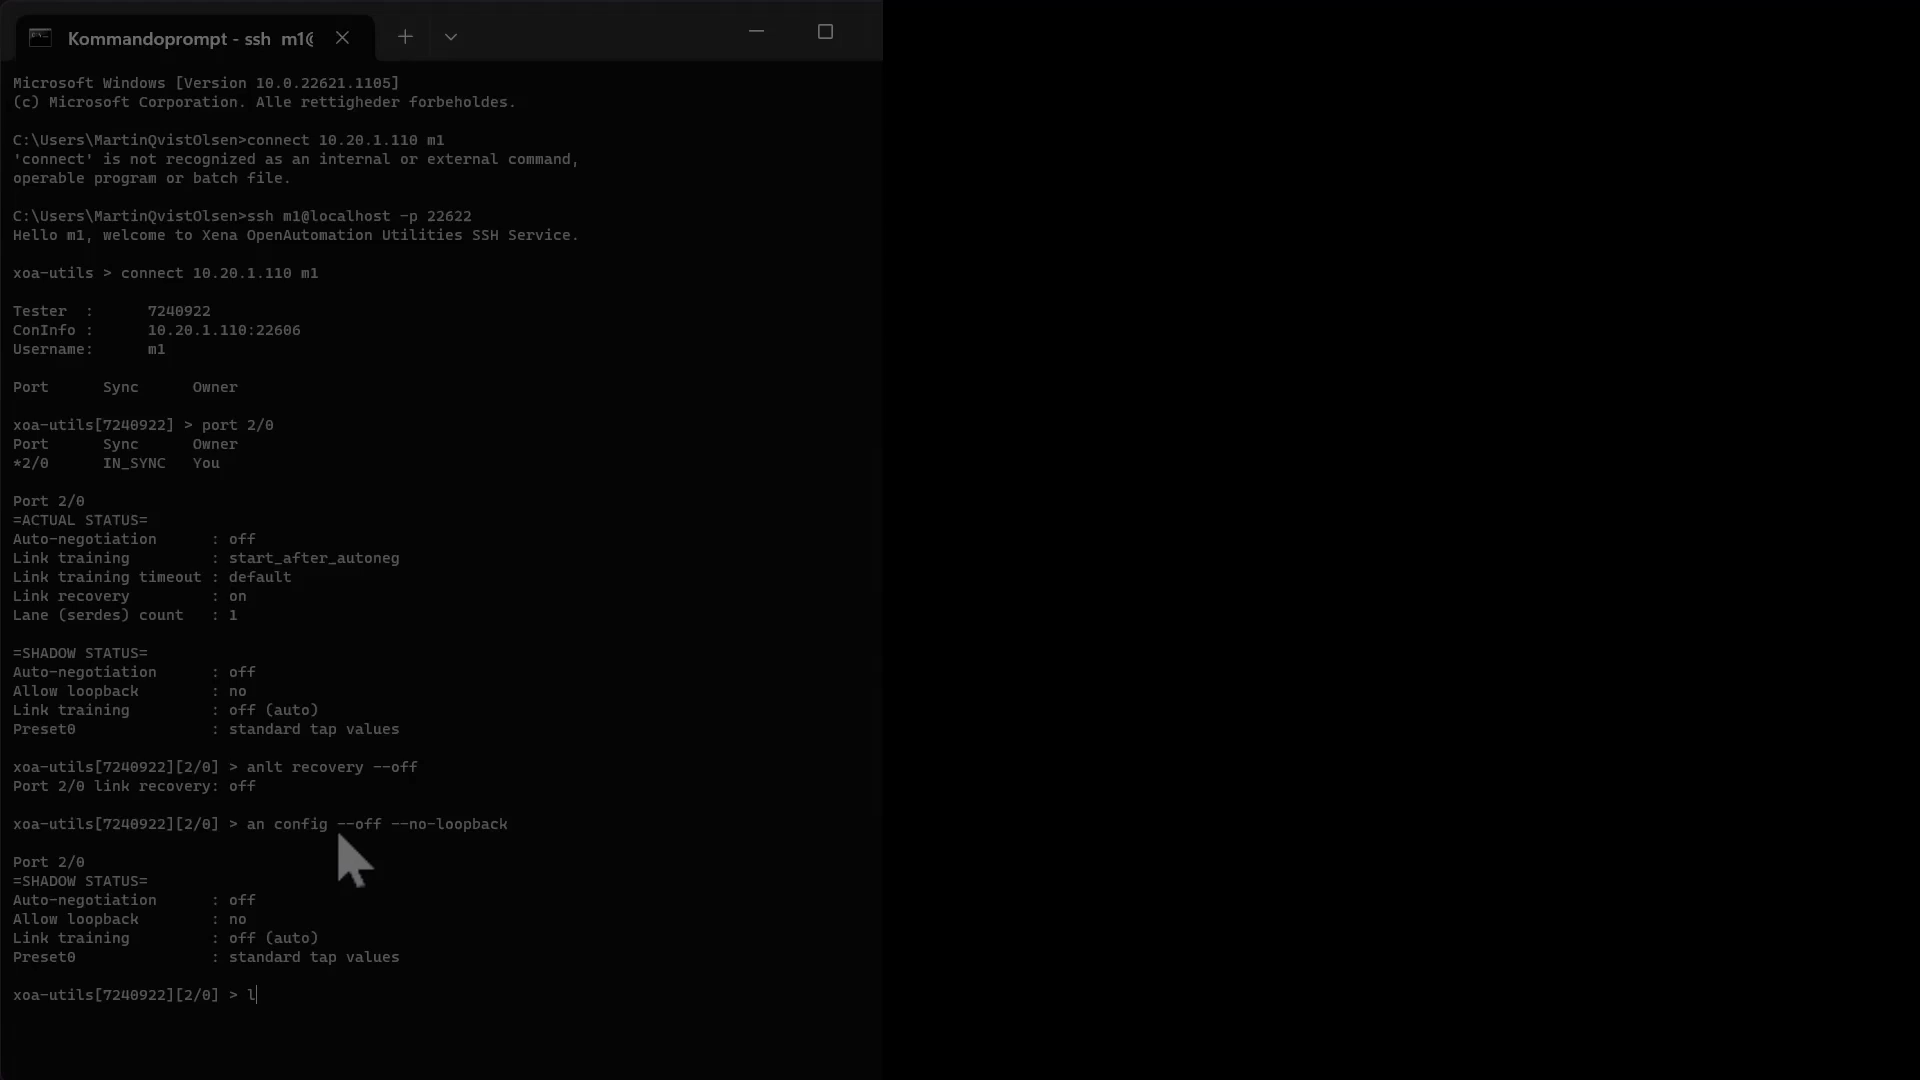 Kommandoprompt - ssh m1@
Microsoft Windows [Version 10.0.22621.1105]
(c) Microsoft Corporation. Alle rettigheder forbeholdes.
C:\Users\MartinQvistOlsen>connect 10.20.1.110 m1
'connect' is not recognized as an internal or external command,
operable program or batch file.
C:\Users\MartinQvistOlsen>ssh m1@localhost -p 22622
Hello m1, welcome to Xena OpenAutomation Utilities SSH Service.
xoa-utils > connect 10.20.1.110 m1
Tester  :      7240922
ConInfo :      10.20.1.110:22606
Username:      m1
Port      Sync      Owner
xoa-utils[7240922] > port 2/0
Port      Sync      Owner
*2/0      IN_SYNC   You
Port 2/0
=ACTUAL STATUS=
Auto-negotiation      : off
Link training         : start_after_autoneg
Link training timeout : default
Link recovery         : on
Lane (serdes) count   : 1
=SHADOW STATUS=
Auto-negotiation      : off
Allow loopback        : no
Link training         : off (auto)
Preset0               : standard tap values
xoa-utils[7240922][2/0] > anlt recovery --off
Port 2/0 link recovery: off
xoa-utils[7240922][2/0] > an config --off --no-loopback
Port 2/0
=SHADOW STATUS=
Auto-negotiation      : off
Allow loopback        : no
Link training         : off (auto)
Preset0               : standard tap values
xoa-utils[7240922][2/0] > l